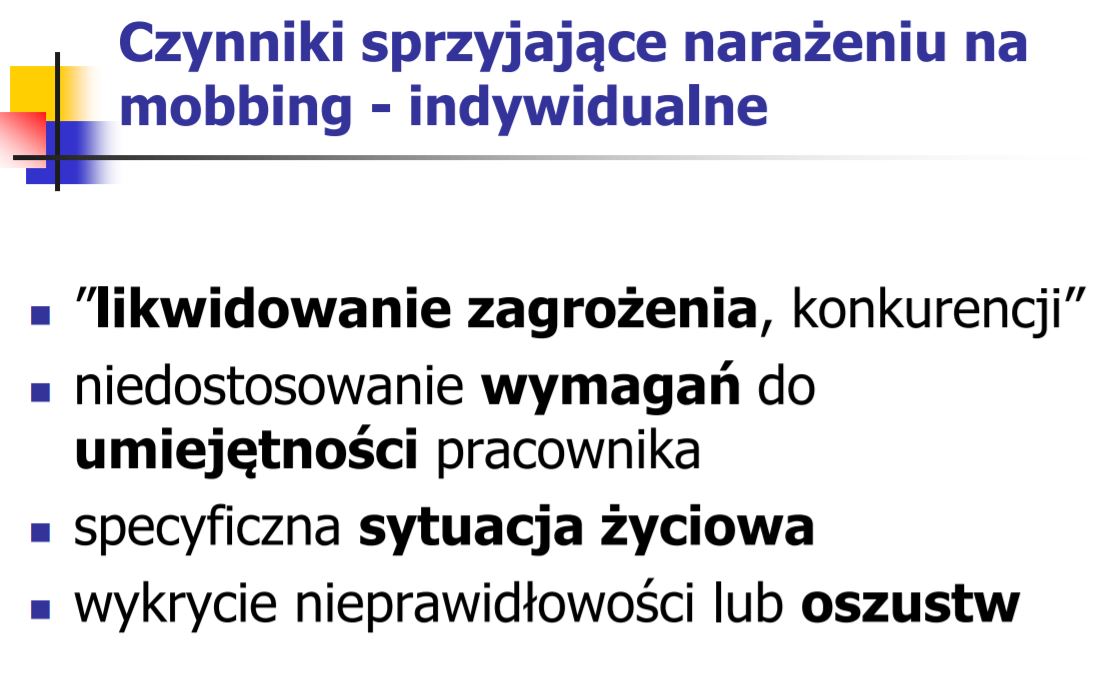 Czynniki sprzyjające narażeniu na
mobbing - indywidualne
”likwidowanie zagrożenia, konkurencji”
niedostosowanie wymagań do
umiejętności pracownika
specyficzna sytuacja życiowa
wykrycie nieprawidłowości lub oszustw